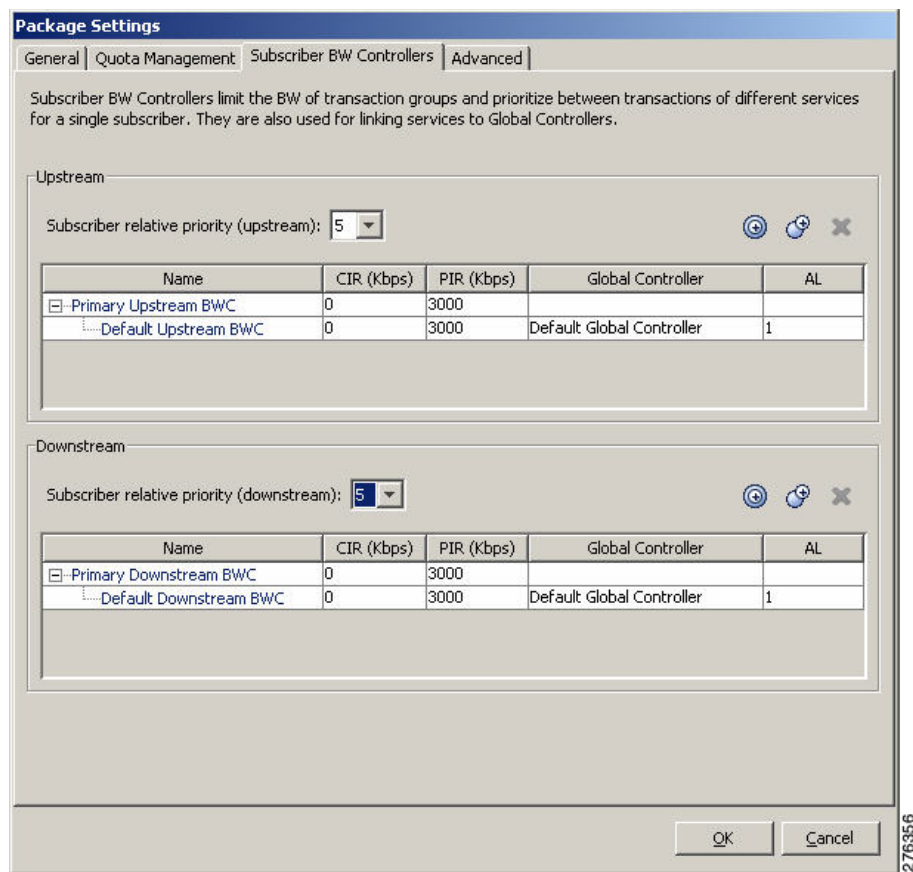 Package Settings
General Quota Management Subscriber BW Controllers Advanced
Subscriber BW Controllers limit the BW of transaction groups and prioritize between transactions of different services
for a single subscriber. They are also used for linking services to Global Controllers.
Upstream
Subscriber relative priority (upstream): 5
Name CIR (Kbps) PIR (Kbps) Global Controller AL
Primary Upstream BWC 0 3000
Default Upstream BWC 0 3000 Default Global Controller 1
Downstream
Subscriber relative priority (downstream): 5
Name CIR (Kbps) PIR (Kbps) Global Controller AL
Primary Downstream BWC 0 3000
Default Downstream BWC 0 3000 Default Global Controller 1
OK Cancel
276356